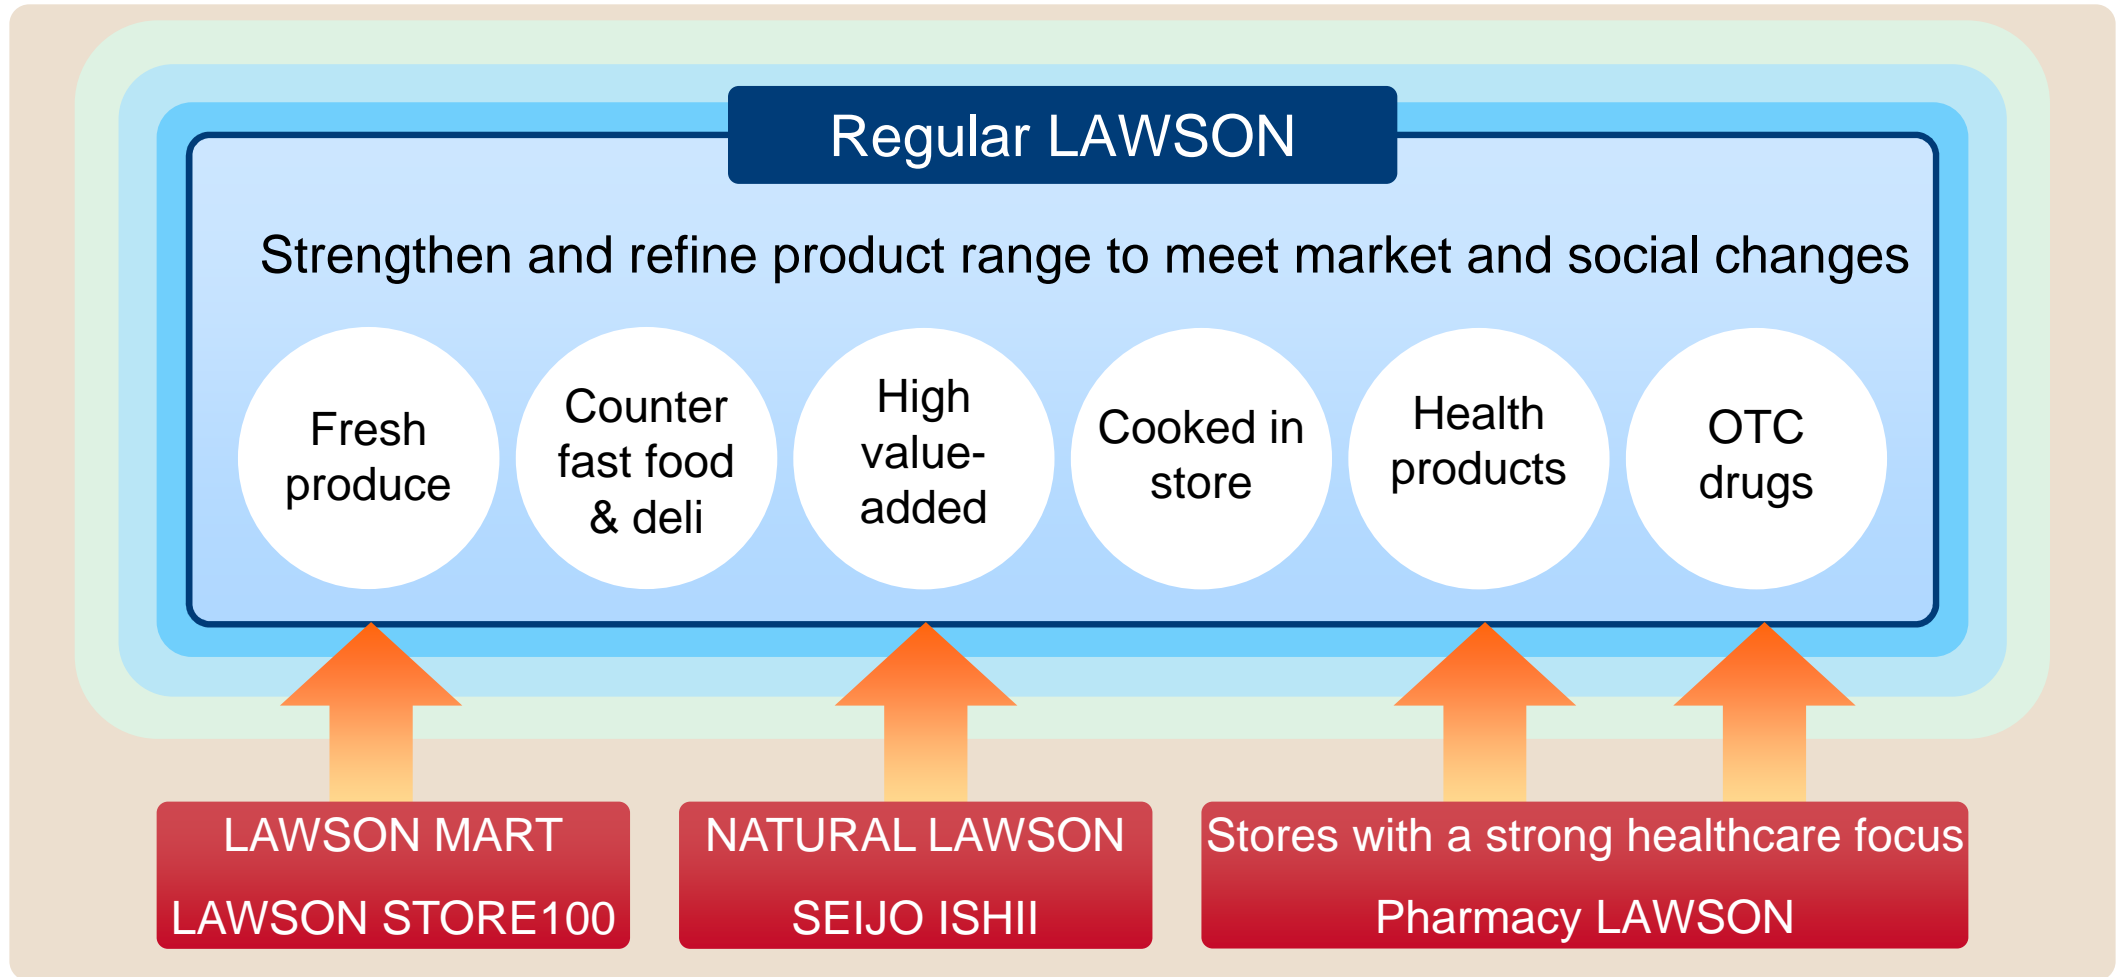 Regular LAWSON
Strengthen and refine product range to meet market and social changes
Fresh
produce
Counter
fast food
& deli
High
value-
added
Cooked in
store
Health
products
OTC
drugs
LAWSON MART
LAWSON STORE100
NATURAL LAWSON
SEIJO ISHII
Stores with a strong healthcare focus
Pharmacy LAWSON